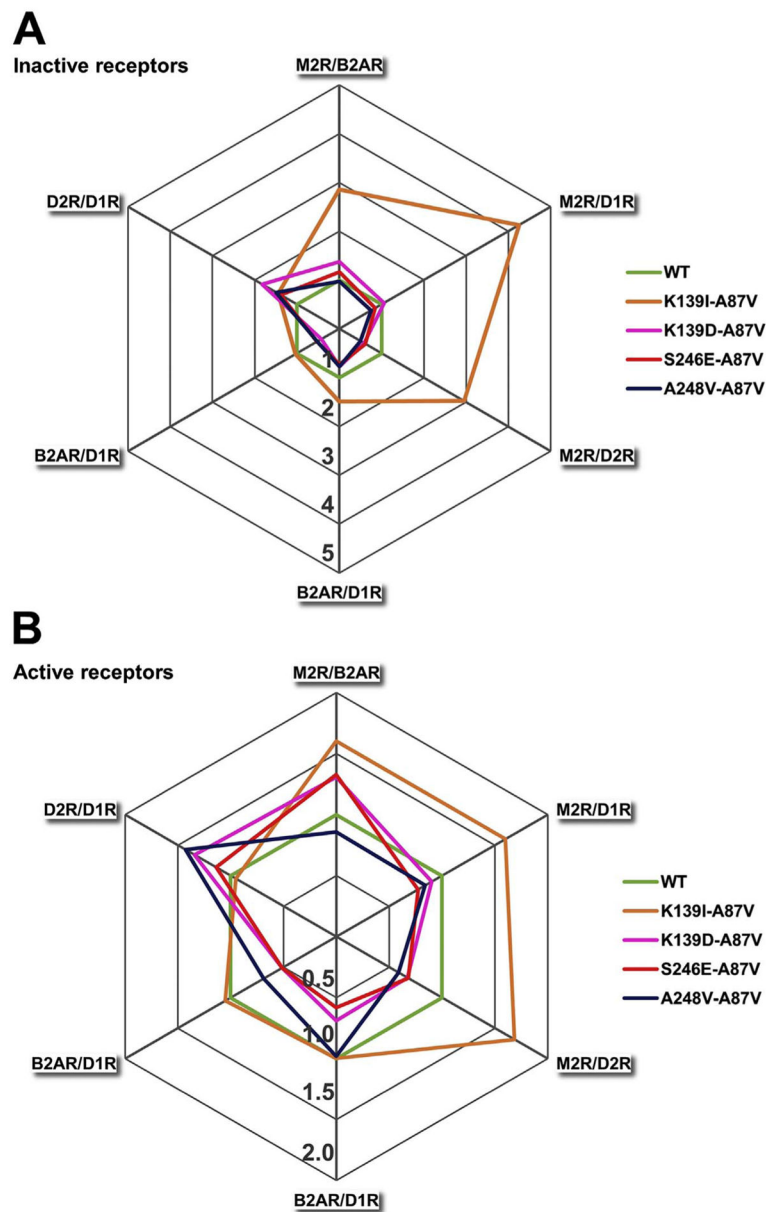 A
Inactive receptors
M2R/B2AR
D2R/D1R
M2R/D1R
WT
K139I-A87V
K139D-A87V
S246E-A87V
A248V-A87V
1
2
3
4
5
B2AR/D1R
M2R/D2R
B2AR/D1R
B
Active receptors
M2R/B2AR
D2R/D1R
M2R/D1R
WT
K139I-A87V
K139D-A87V
S246E-A87V
A248V-A87V
0.5
1.0
1.5
2.0
B2AR/D1R
M2R/D2R
B2AR/D1R